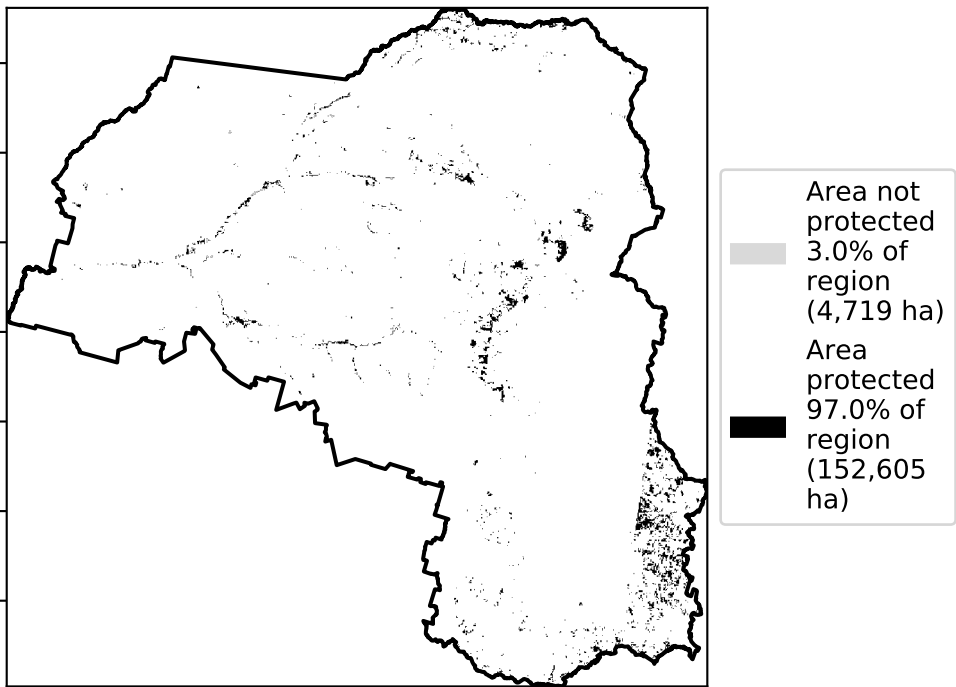 Area not
protected
3.0% of
region
(4,719 ha)
Area
protected
97.0% of
region
(152,605
ha)